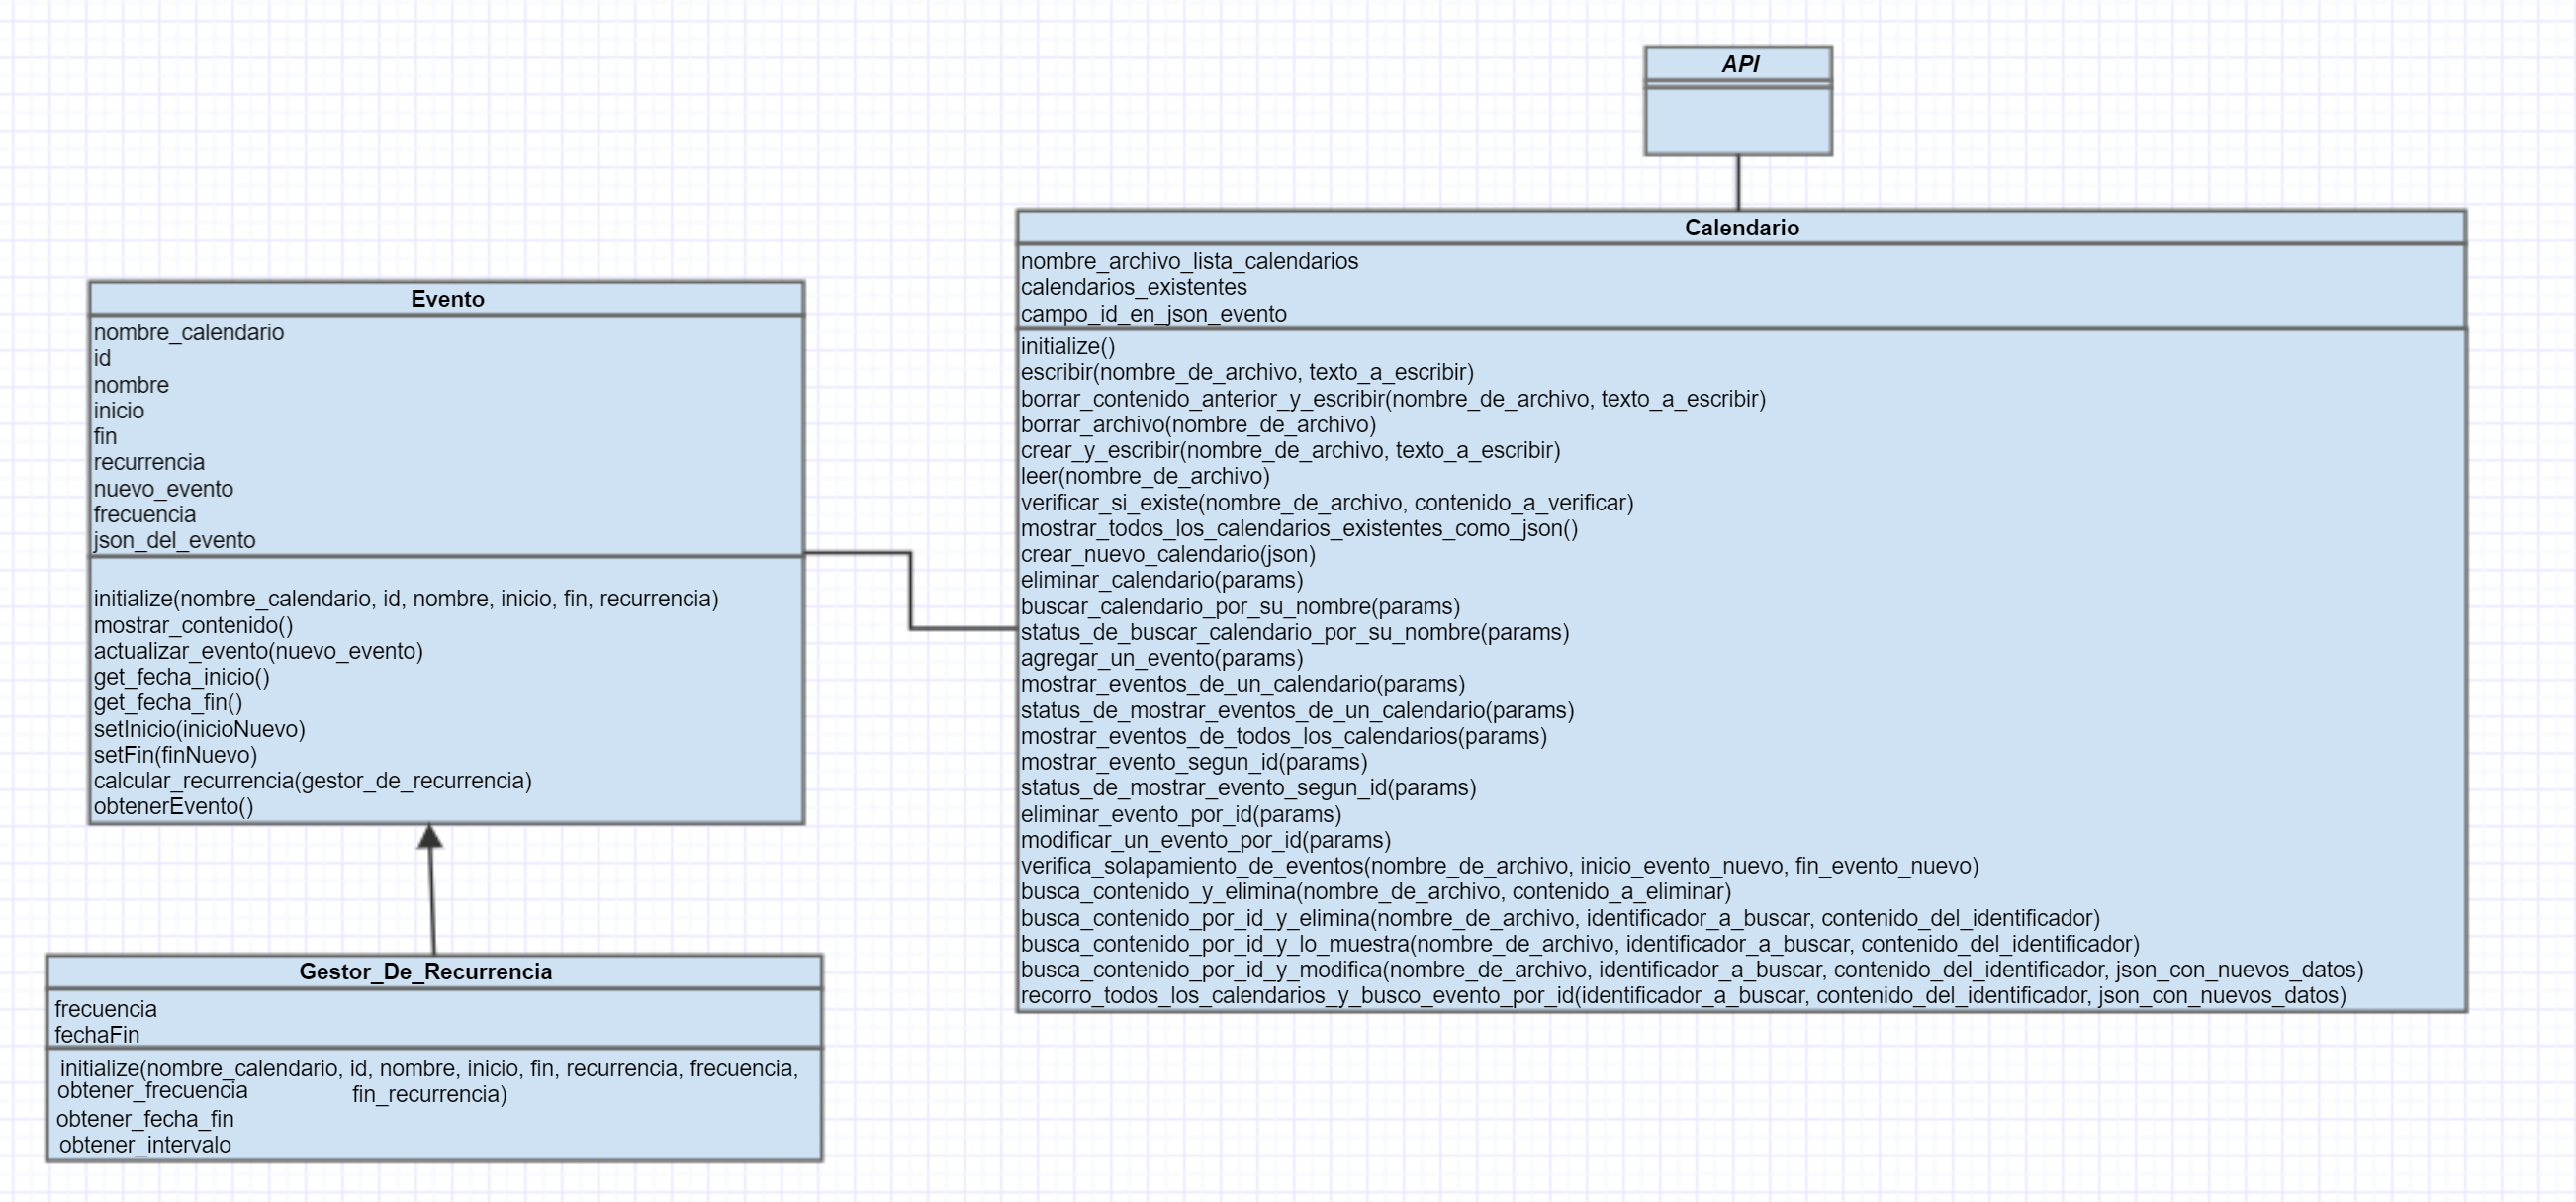 API
Calendario
nombre_archivo_lista_calendarios
calendarios_existentes
campo_id_en_json_evento
initialize()
escribir(nombre_de_archivo, texto_a_escribir)
borrar_contenido_anterior_y_escribir(nombre_de_archivo, texto_a_escribir)
borrar_archivo(nombre_de_archivo)
crear_y_escribir(nombre_de_archivo, texto_a_escribir)
leer(nombre_de_archivo)
verificar_si_existe(nombre_de_archivo, contenido_a_verificar)
mostrar_todos_los_calendarios_existentes_como_json()
crear_nuevo_calendario(json)
eliminar_calendario(params)
buscar_calendario_por_su_nombre(params)
status_de_buscar_calendario_por_su_nombre(params)
agregar_un_evento(params)
mostrar_eventos_de_un_calendario(params)
status_de_mostrar_eventos_de_un_calendario(params)
mostrar_eventos_de_todos_los_calendarios(params)
mostrar_evento_segun_id(params)
status_de_mostrar_evento_segun_id(params)
eliminar_evento_por_id(params)
modificar_un_evento_por_id(params)
verifica_solapamiento_de_eventos(nombre_de_archivo, inicio_evento_nuevo, fin_evento_nuevo)
busca_contenido_y_elimina(nombre_de_archivo, contenido_a_eliminar)
busca_contenido_por_id_y_elimina(nombre_de_archivo, identificador_a_buscar, contenido_del_identificador)
busca_contenido_por_id_y_lo_muestra(nombre_de_archivo, identificador_a_buscar, contenido_del_identificador)
busca_contenido_por_id_y_modifica(nombre_de_archivo, identificador_a_buscar, contenido_del_identificador, json_con_nuevos_datos)
recorro_todos_los_calendarios_y_busco_evento_por_id(identificador_a_buscar, contenido_del_identificador, json_con_nuevos_datos)
Evento
nombre_calendario
id
nombre
inicio
fin
recurrencia
nuevo_evento
frecuencia
json_del_evento
initialize(nombre_calendario, id, nombre, inicio, fin, recurrencia)
mostrar_contenido()
actualizar_evento(nuevo_evento)
get_fecha_inicio()
get_fecha_fin()
setInicio(inicioNuevo)
setFin(finNuevo)
calcular_recurrencia(gestor_de_recurrencia)
obtenerEvento()
Gestor_De_Recurrencia
frecuencia
fechaFin
initialize(nombre_calendario, id, nombre, inicio, fin, recurrencia, frecuencia,
fin_recurrencia)
obtener_frecuencia
obtener_fecha_fin
obtener_intervalo